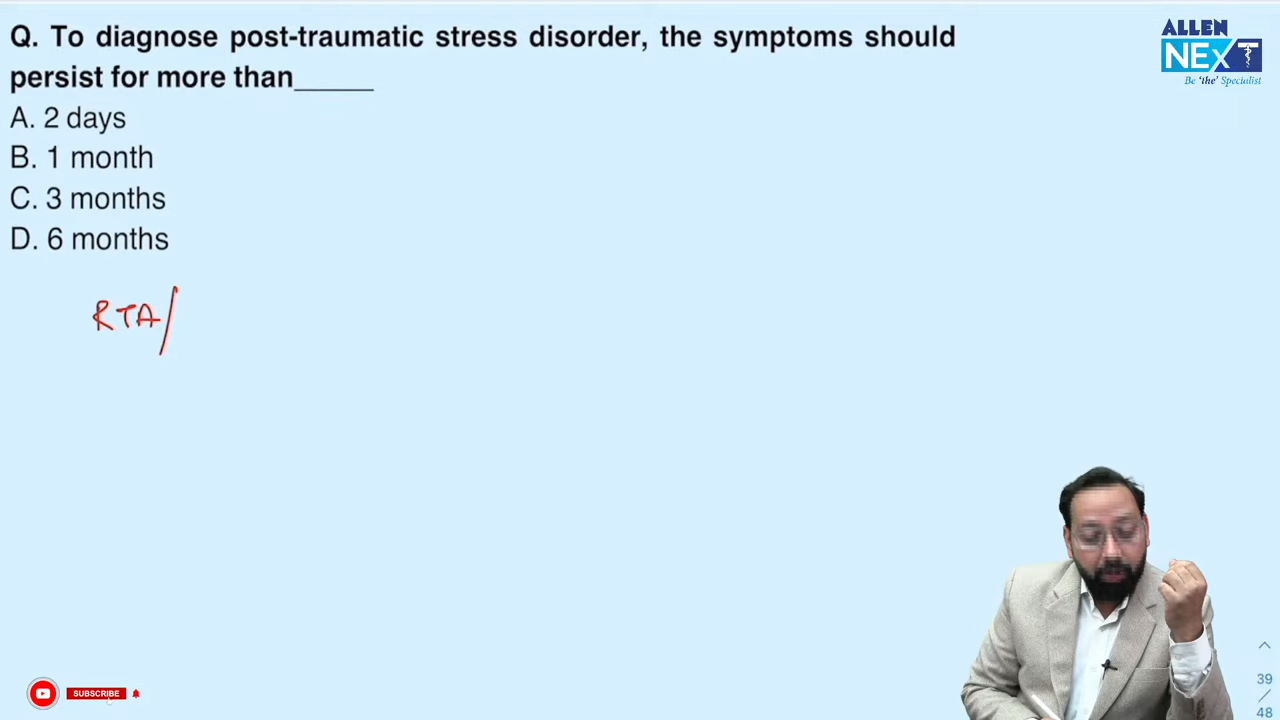 Q. To diagnose post-traumatic stress disorder, the symptoms should
persist for more than_____
A. 2 days
B. 1 month
C. 3 months
D. 6 months
RTA/
ALLEN
NExT
Be 'the' Specialist
SUBSCRIBE
39
/
48